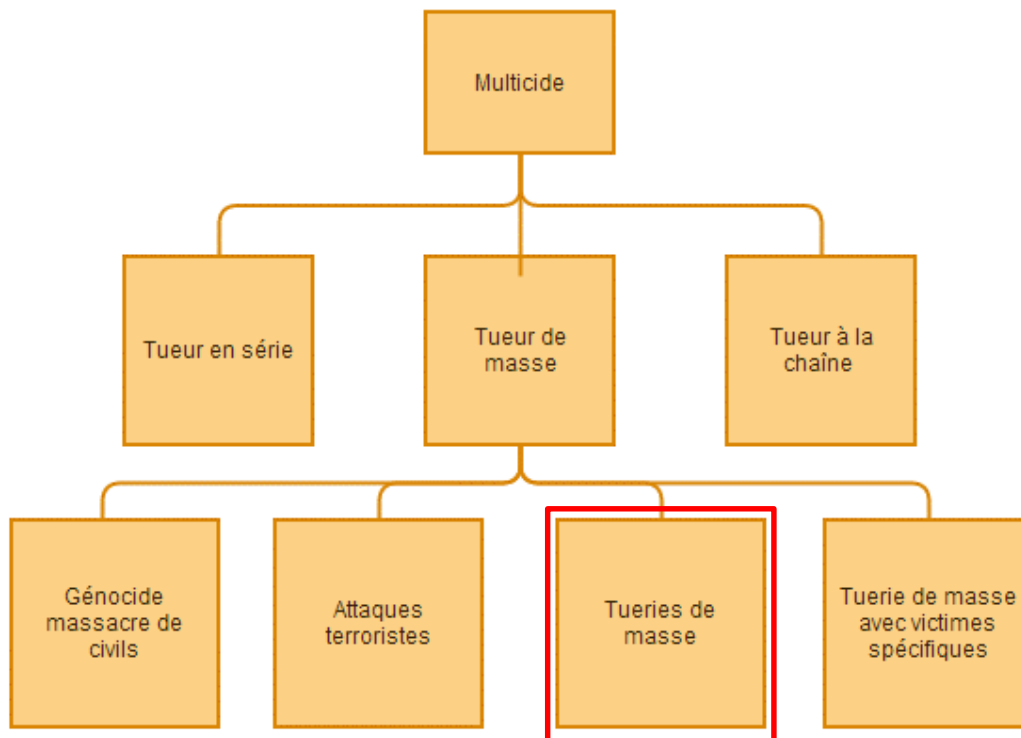 Multicide
Tueur en série
Tueur de
masse
Tueur à la
chaîne
Génocide
massacre de
civils
Attaques
terroristes
Tueries de
masse
Tuerie de masse
avec victimes
spécifiques